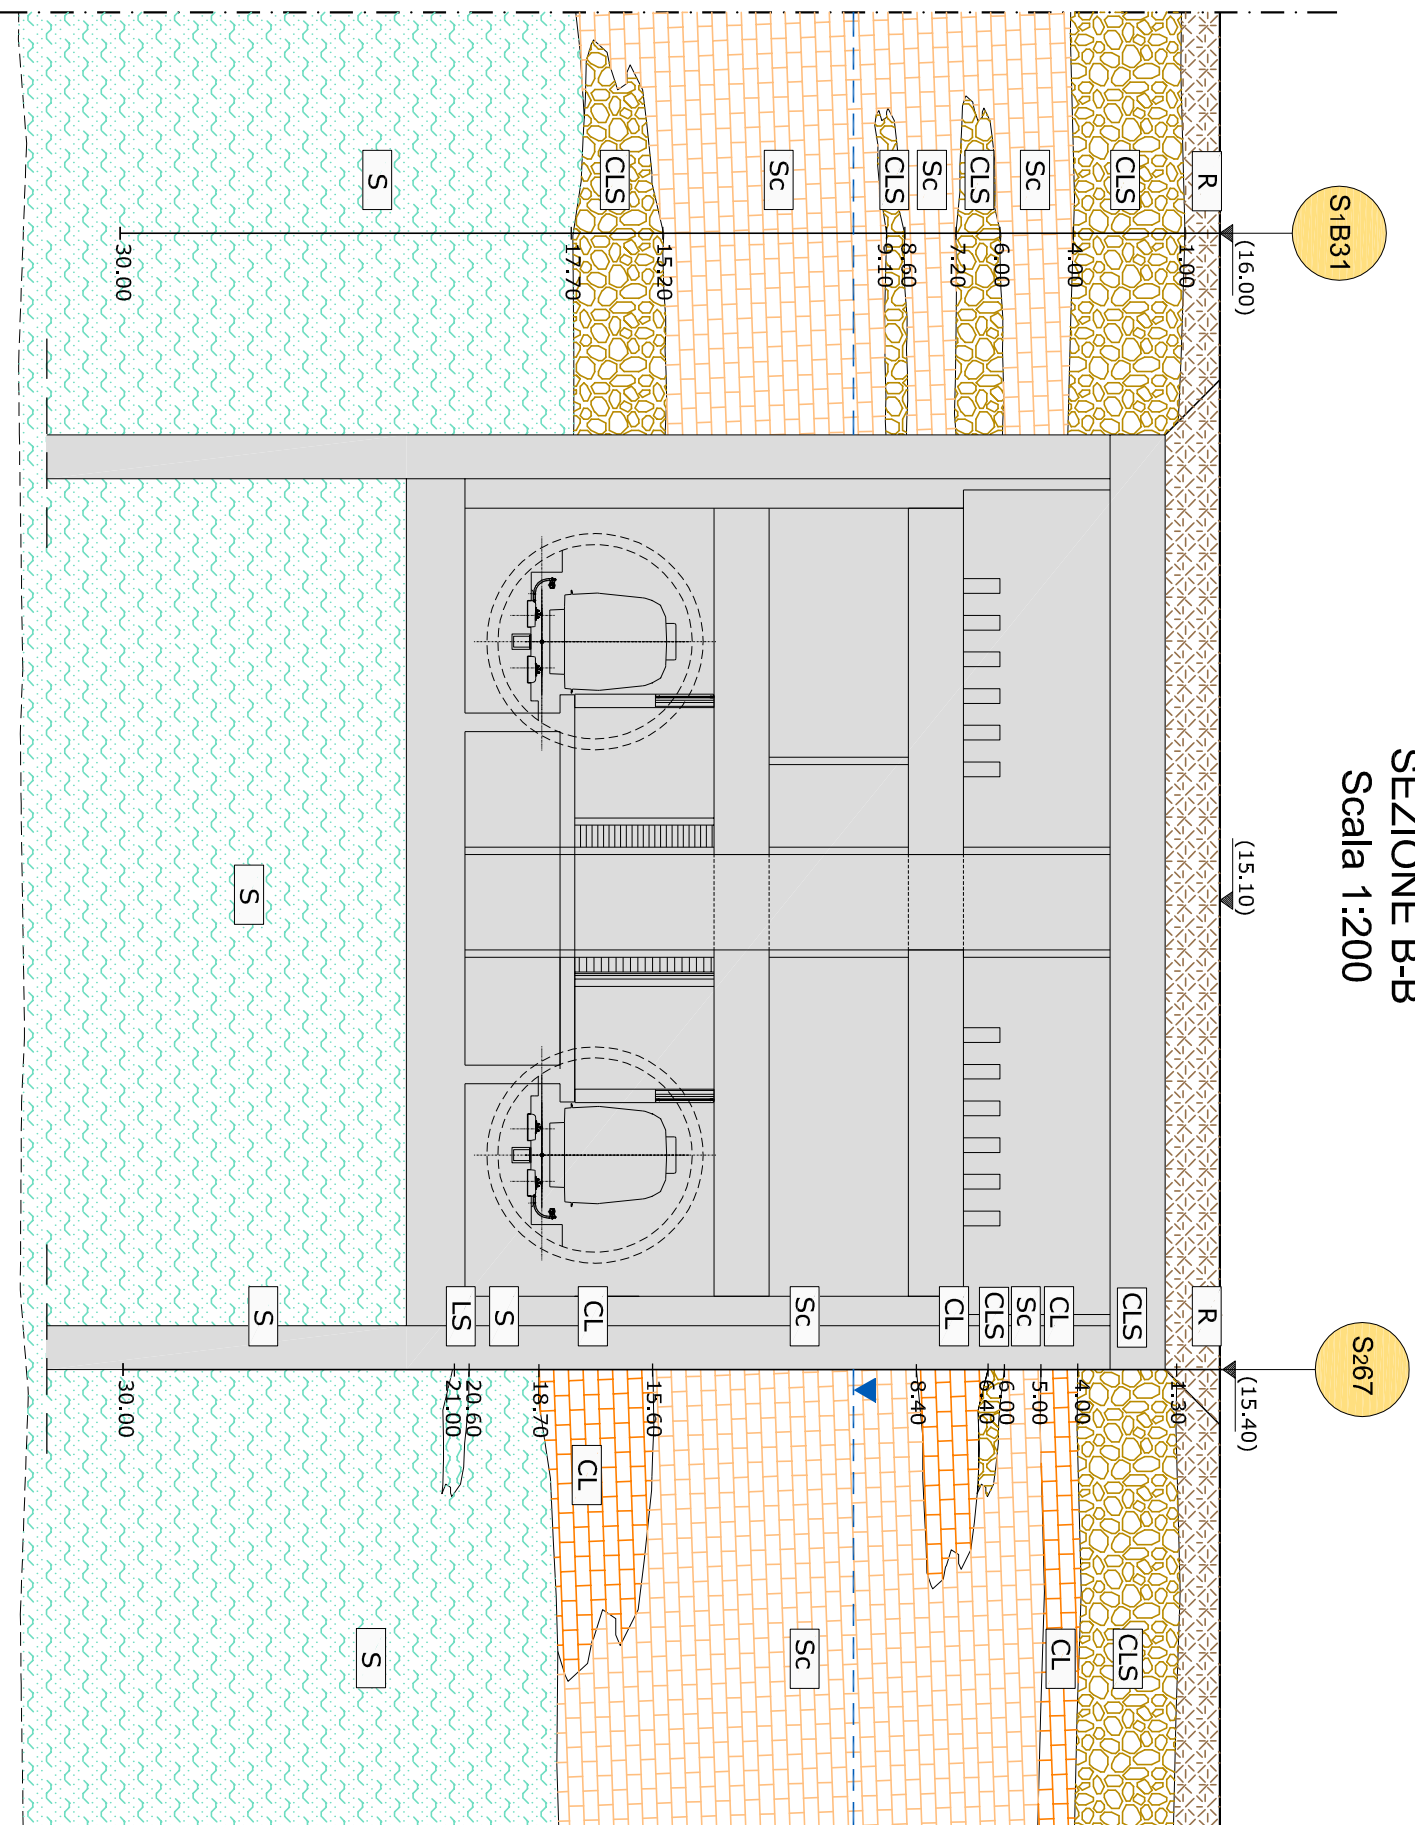 SEZIONE B-B
Scala 1:200
S1B31
(16.00)
(15.10)
S267
(15.40)
R
CLS
Sc
CLS
Sc
CLS
Sc
CLS
S
1.00
4.00
6.00
7.20
8.60
9.10
15.20
17.70
30.00
S
R
CLS
CL
Sc
CLS
CL
Sc
CL
S
LS
S
1.30
4.00
5.00
6.00
6.40
8.40
15.60
18.70
20.60
21.00
30.00
CL
CLS
CL
Sc
S